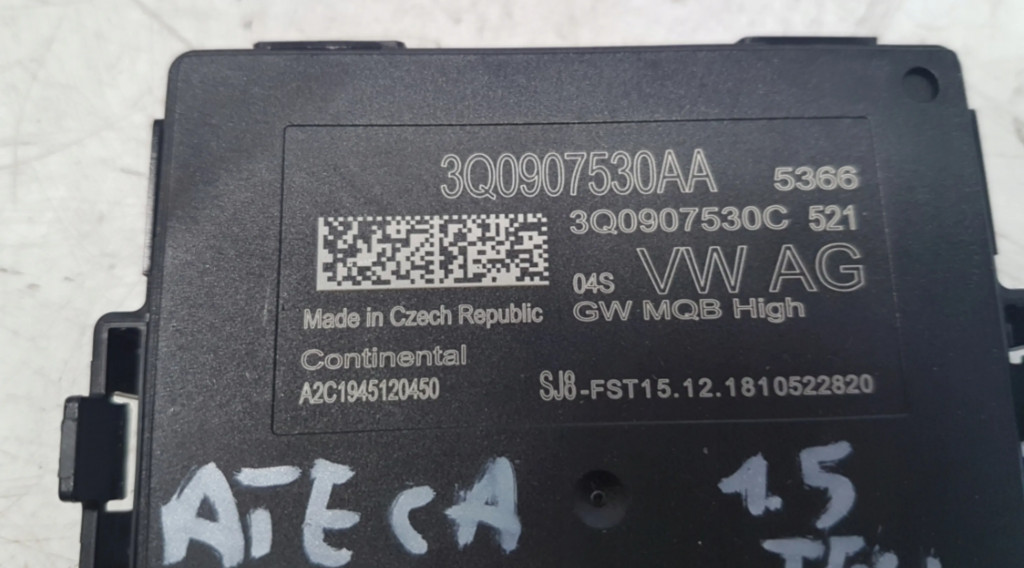 3Q0907530AA 5366
3Q0907530C 521
04S VW AG
GW MQB High
Made in Czech Republic
Continental
A2C1945120450
SJ8-FST15.12.1810522820
ATECA 1.5